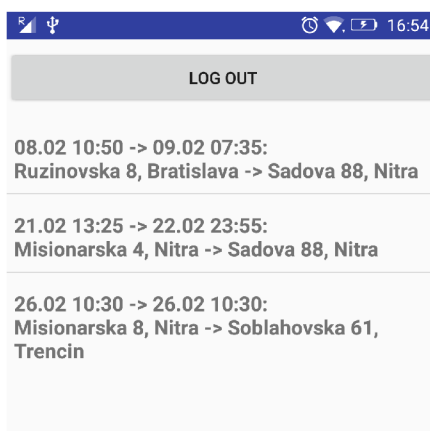 R 16:54
LOG OUT
08.02 10:50 -> 09.02 07:35:
Ruzinovska 8, Bratislava -> Sadova 88, Nitra
21.02 13:25 -> 22.02 23:55:
Misionarska 4, Nitra -> Sadova 88, Nitra
26.02 10:30 -> 26.02 10:30:
Misionarska 8, Nitra -> Soblahovska 61,
Trencin